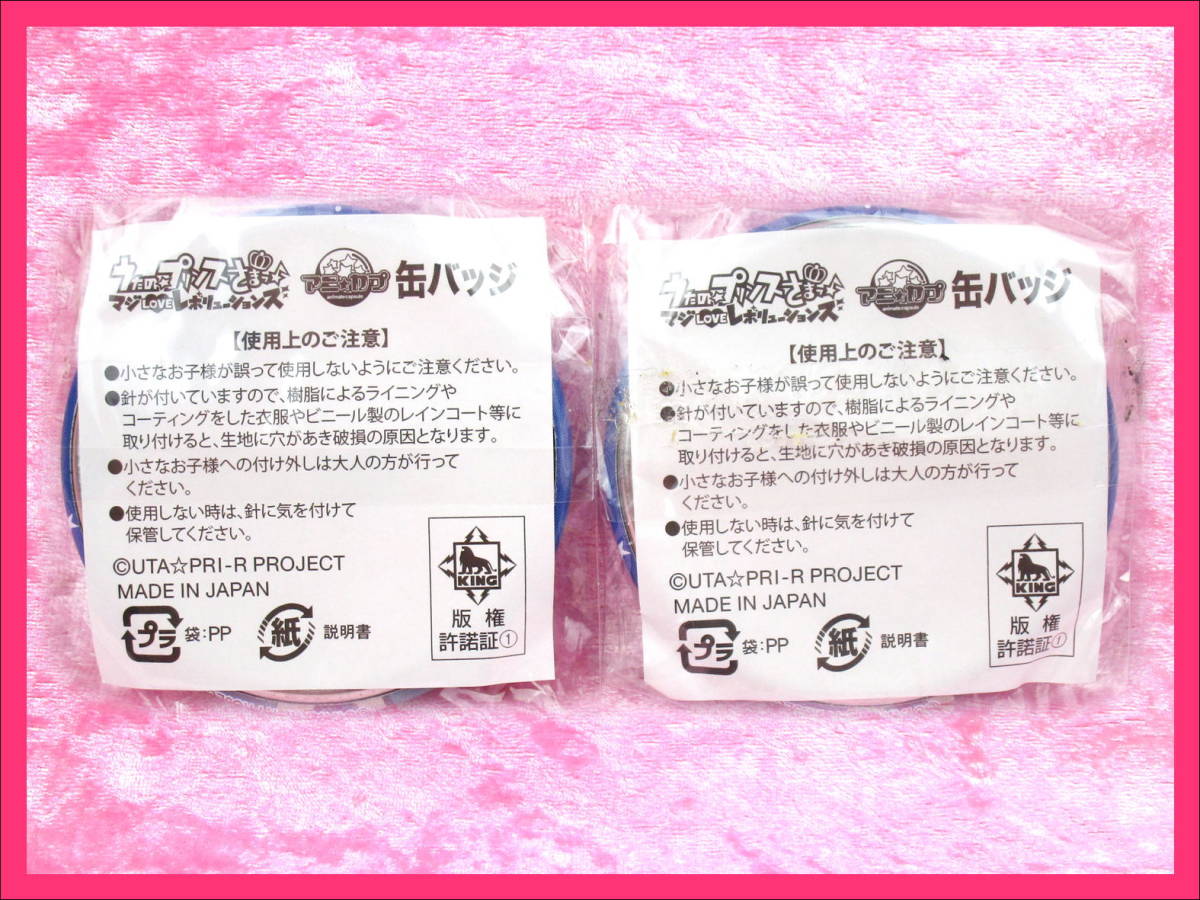 うたの☆プリンスさまっ♪
マジLOVEレボリューションズ
アミ☆カプ
animate capsule
缶バッジ
【使用上のご注意】
●小さなお子様が誤って使用しないようにご注意ください。
●針が付いていますので、樹脂によるライニングや
コーティングをした衣服やビニール製のレインコート等に
取り付けると、生地に穴があき破損の原因となります。
●小さなお子様への付け外しは大人の方が行って
ください。
●使用しない時は、針に気を付けて
保管してください。
©UTA☆PRI-R PROJECT
MADE IN JAPAN
プラ 袋:PP 紙 説明書
KING
版権
許諾証①
うたの☆プリンスさまっ♪
マジLOVEレボリューションズ
アミ☆カプ
animate capsule
缶バッジ
【使用上のご注意】
●小さなお子様が誤って使用しないようにご注意ください。
●針が付いていますので、樹脂によるライニングや
コーティングをした衣服やビニール製のレインコート等に
取り付けると、生地に穴があき破損の原因となります。
●小さなお子様への付け外しは大人の方が行って
ください。
●使用しない時は、針に気を付けて
保管してください。
©UTA☆PRI-R PROJECT
MADE IN JAPAN
プラ 袋:PP 紙 説明書
KING
版権
許諾証①